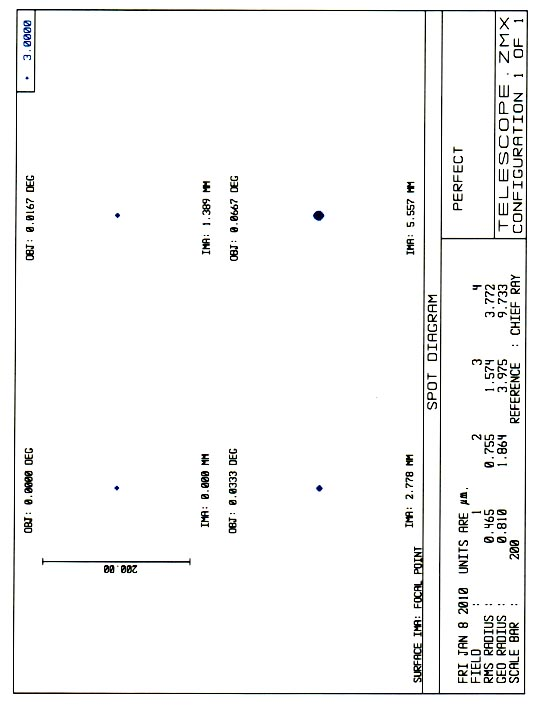 + 3.0000
OBJ: 0.0000 DEG
OBJ: 0.0167 DEG
200.00
IMA: 0.000 MM
IMA: 1.389 MM
OBJ: 0.0333 DEG
OBJ: 0.0667 DEG
IMA: 2.778 MM
IMA: 5.557 MM
SURFACE IMA: FOCAL POINT
SPOT DIAGRAM
FRI JAN 8 2010 UNITS ARE µm.
FIELD : 1 2 3 4
RMS RADIUS : 0.465 0.755 1.574 3.772
GEO RADIUS : 0.810 1.864 3.975 9.733
SCALE BAR : 200 REFERENCE : CHIEF RAY
PERFECT
TELESCOPE.ZMX
CONFIGURATION 1 OF 1